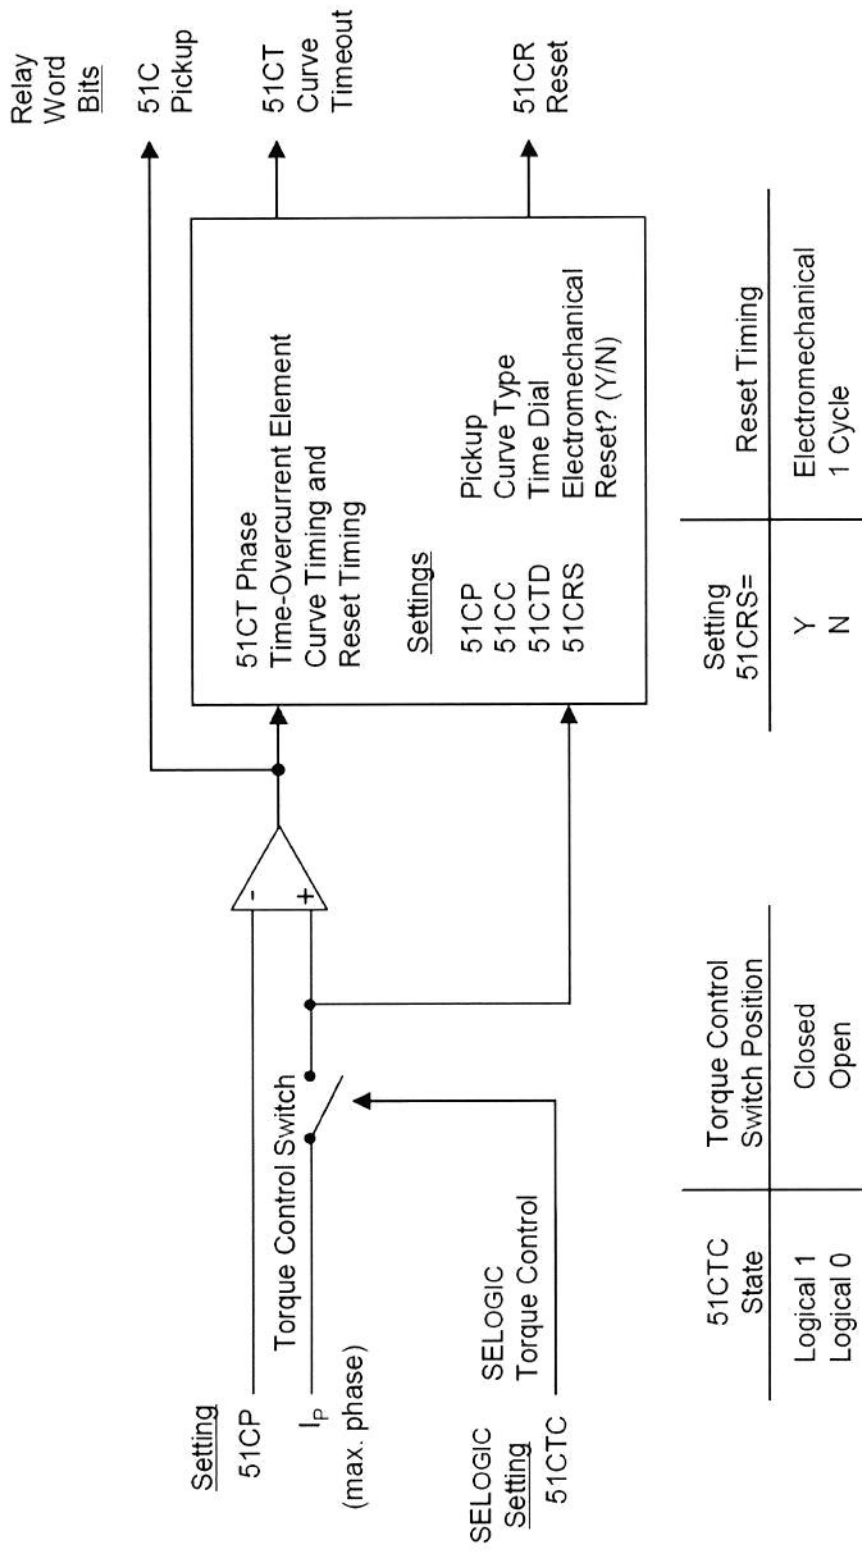 Relay
Word
Bits
Setting
51CP
I_P
(max. phase)
Torque Control Switch
-
+
51C
Pickup
51CT Phase
Time-Overcurrent Element
Curve Timing and
Reset Timing
51CT
Curve
Timeout
Settings
51CP Pickup
51CC Curve Type
51CTD Time Dial
51CRS Electromechanical
Reset? (Y/N)
51CR
Reset
SELOGIC
Setting
51CTC
SELOGIC
Torque Control
51CTC
State
Torque Control
Switch Position
Logical 1 Closed
Logical 0 Open
Setting
51CRS=
Reset Timing
Y Electromechanical
N 1 Cycle